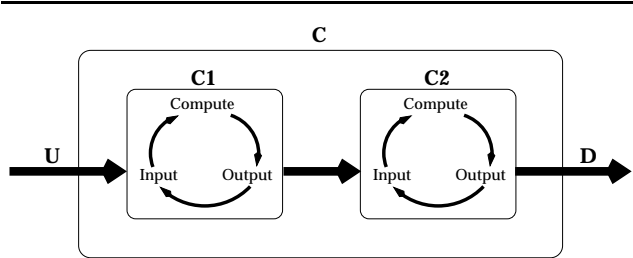 C
C1 C2
Compute Compute
U D
Input Output Input Output